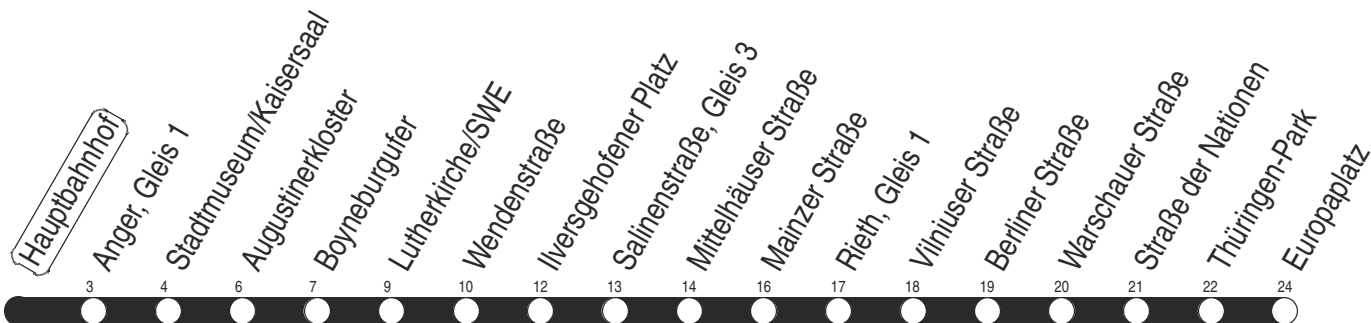 Hauptbahnhof
Anger, Gleis 1
Stadtmuseum/Kaisersaal
Augustinerkloster
Boyneburgufer
Lutherkirche/SWE
Wendenstraße
Ilversgehofener Platz
Salinenstraße, Gleis 3
Mittelhäuser Straße
Mainzer Straße
Rieth, Gleis 1
Vilniuser Straße
Berliner Straße
Warschauer Straße
Straße der Nationen
Thüringen-Park
Europaplatz
3 4 6 7 9 10 12 13 14 16 17 18 19 20 21 22 24